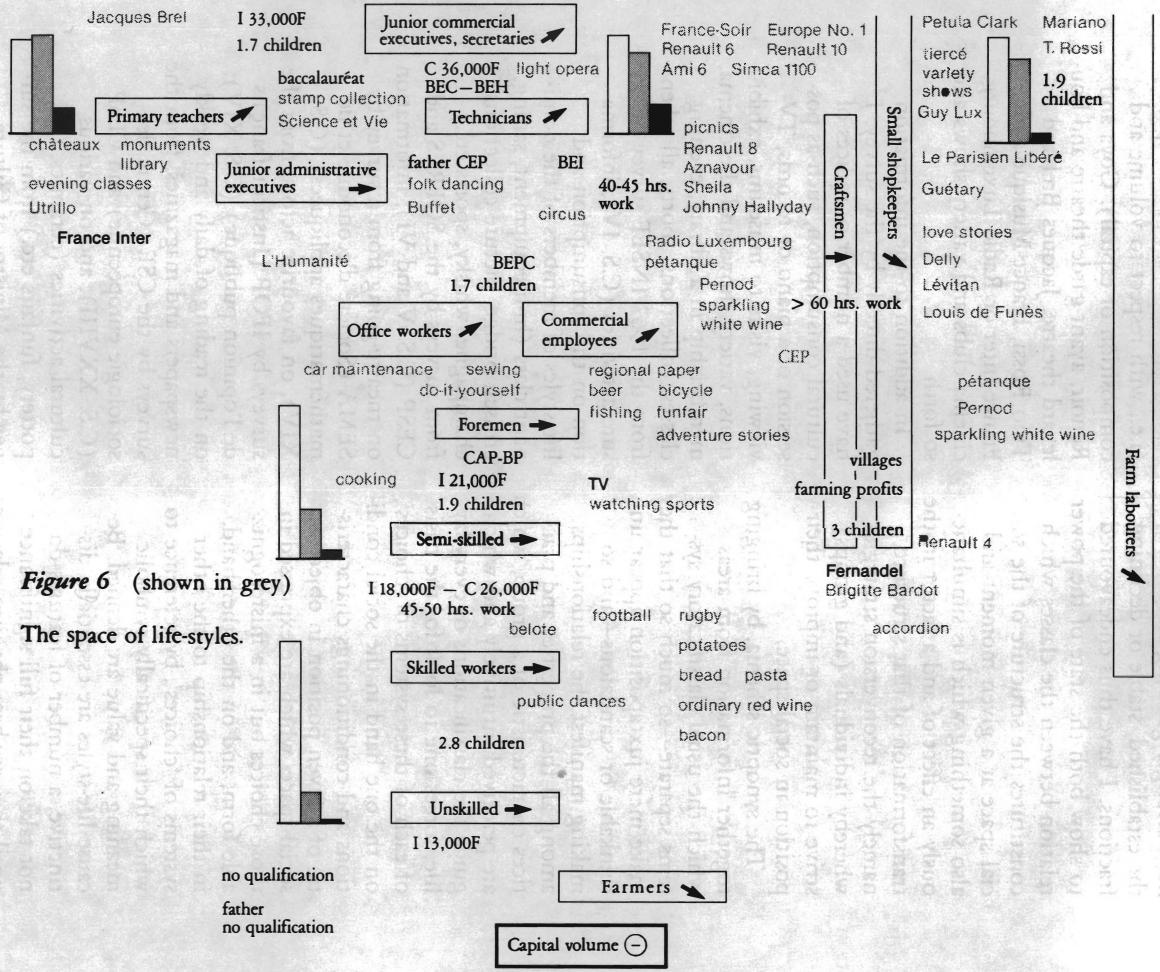 Jacques Brel
I 33,000F
1.7 children
Junior commercial
executives, secretaries
C 36,000F
light opera
BEC–BEH
baccalauréat
stamp collection
Science et Vie
Primary teachers
Technicians
France-Soir Europe No. 1
Renault 6 Renault 10
Ami 6 Simca 1100
Petula Clark
Mariano
T. Rossi
tiercé
variety
shows
Guy Lux
1.9
children
châteaux
monuments
library
evening classes
Utrillo
France Inter
Junior administrative
executives
father CEP
folk dancing
Buffet
BEI
circus
40-45 hrs.
work
picnics
Renault 8
Aznavour
Sheila
Johnny Hallyday
Craftsmen
Small shopkeepers
Le Parisien Libéré
Guétary
love stories
Delly
Lévitan
Louis de Funès
L'Humanité
BEPC
1.7 children
Radio Luxembourg
pétanque
Pernod
sparkling
white wine
> 60 hrs. work
Office workers
Commercial
employees
CEP
car maintenance
sewing
do-it-yourself
regional paper
beer bicycle
fishing funfair
adventure stories
pétanque
Pernod
sparkling white wine
Foremen
CAP-BP
I 21,000F
1.9 children
cooking
TV
watching sports
villages
farming profits
3 children
Farm labourers
Semi-skilled
Renault 4
Fernandel
Brigitte Bardot
accordion
Figure 6 (shown in grey)
The space of life-styles.
I 18,000F – C 26,000F
45-50 hrs. work
belote
football
rugby
potatoes
bread pasta
ordinary red wine
bacon
Skilled workers
public dances
2.8 children
Unskilled
I 13,000F
no qualification
father
no qualification
Farmers
Capital volume –